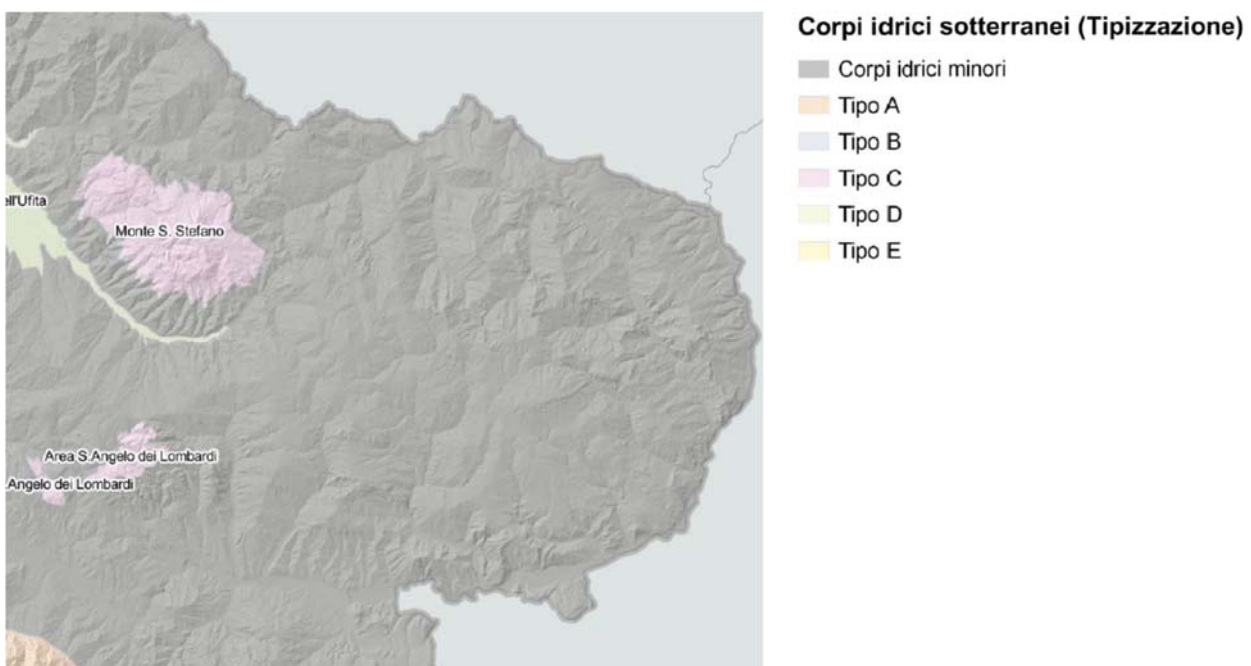 Corpi idrici sotterranei (Tipizzazione)
Corpi idrici minori
Tipo A
Tipo B
Tipo C
Tipo D
Tipo E
ell'Ufita
Monte S. Stefano
Area S.Angelo dei Lombardi
.Angelo dei Lombardi